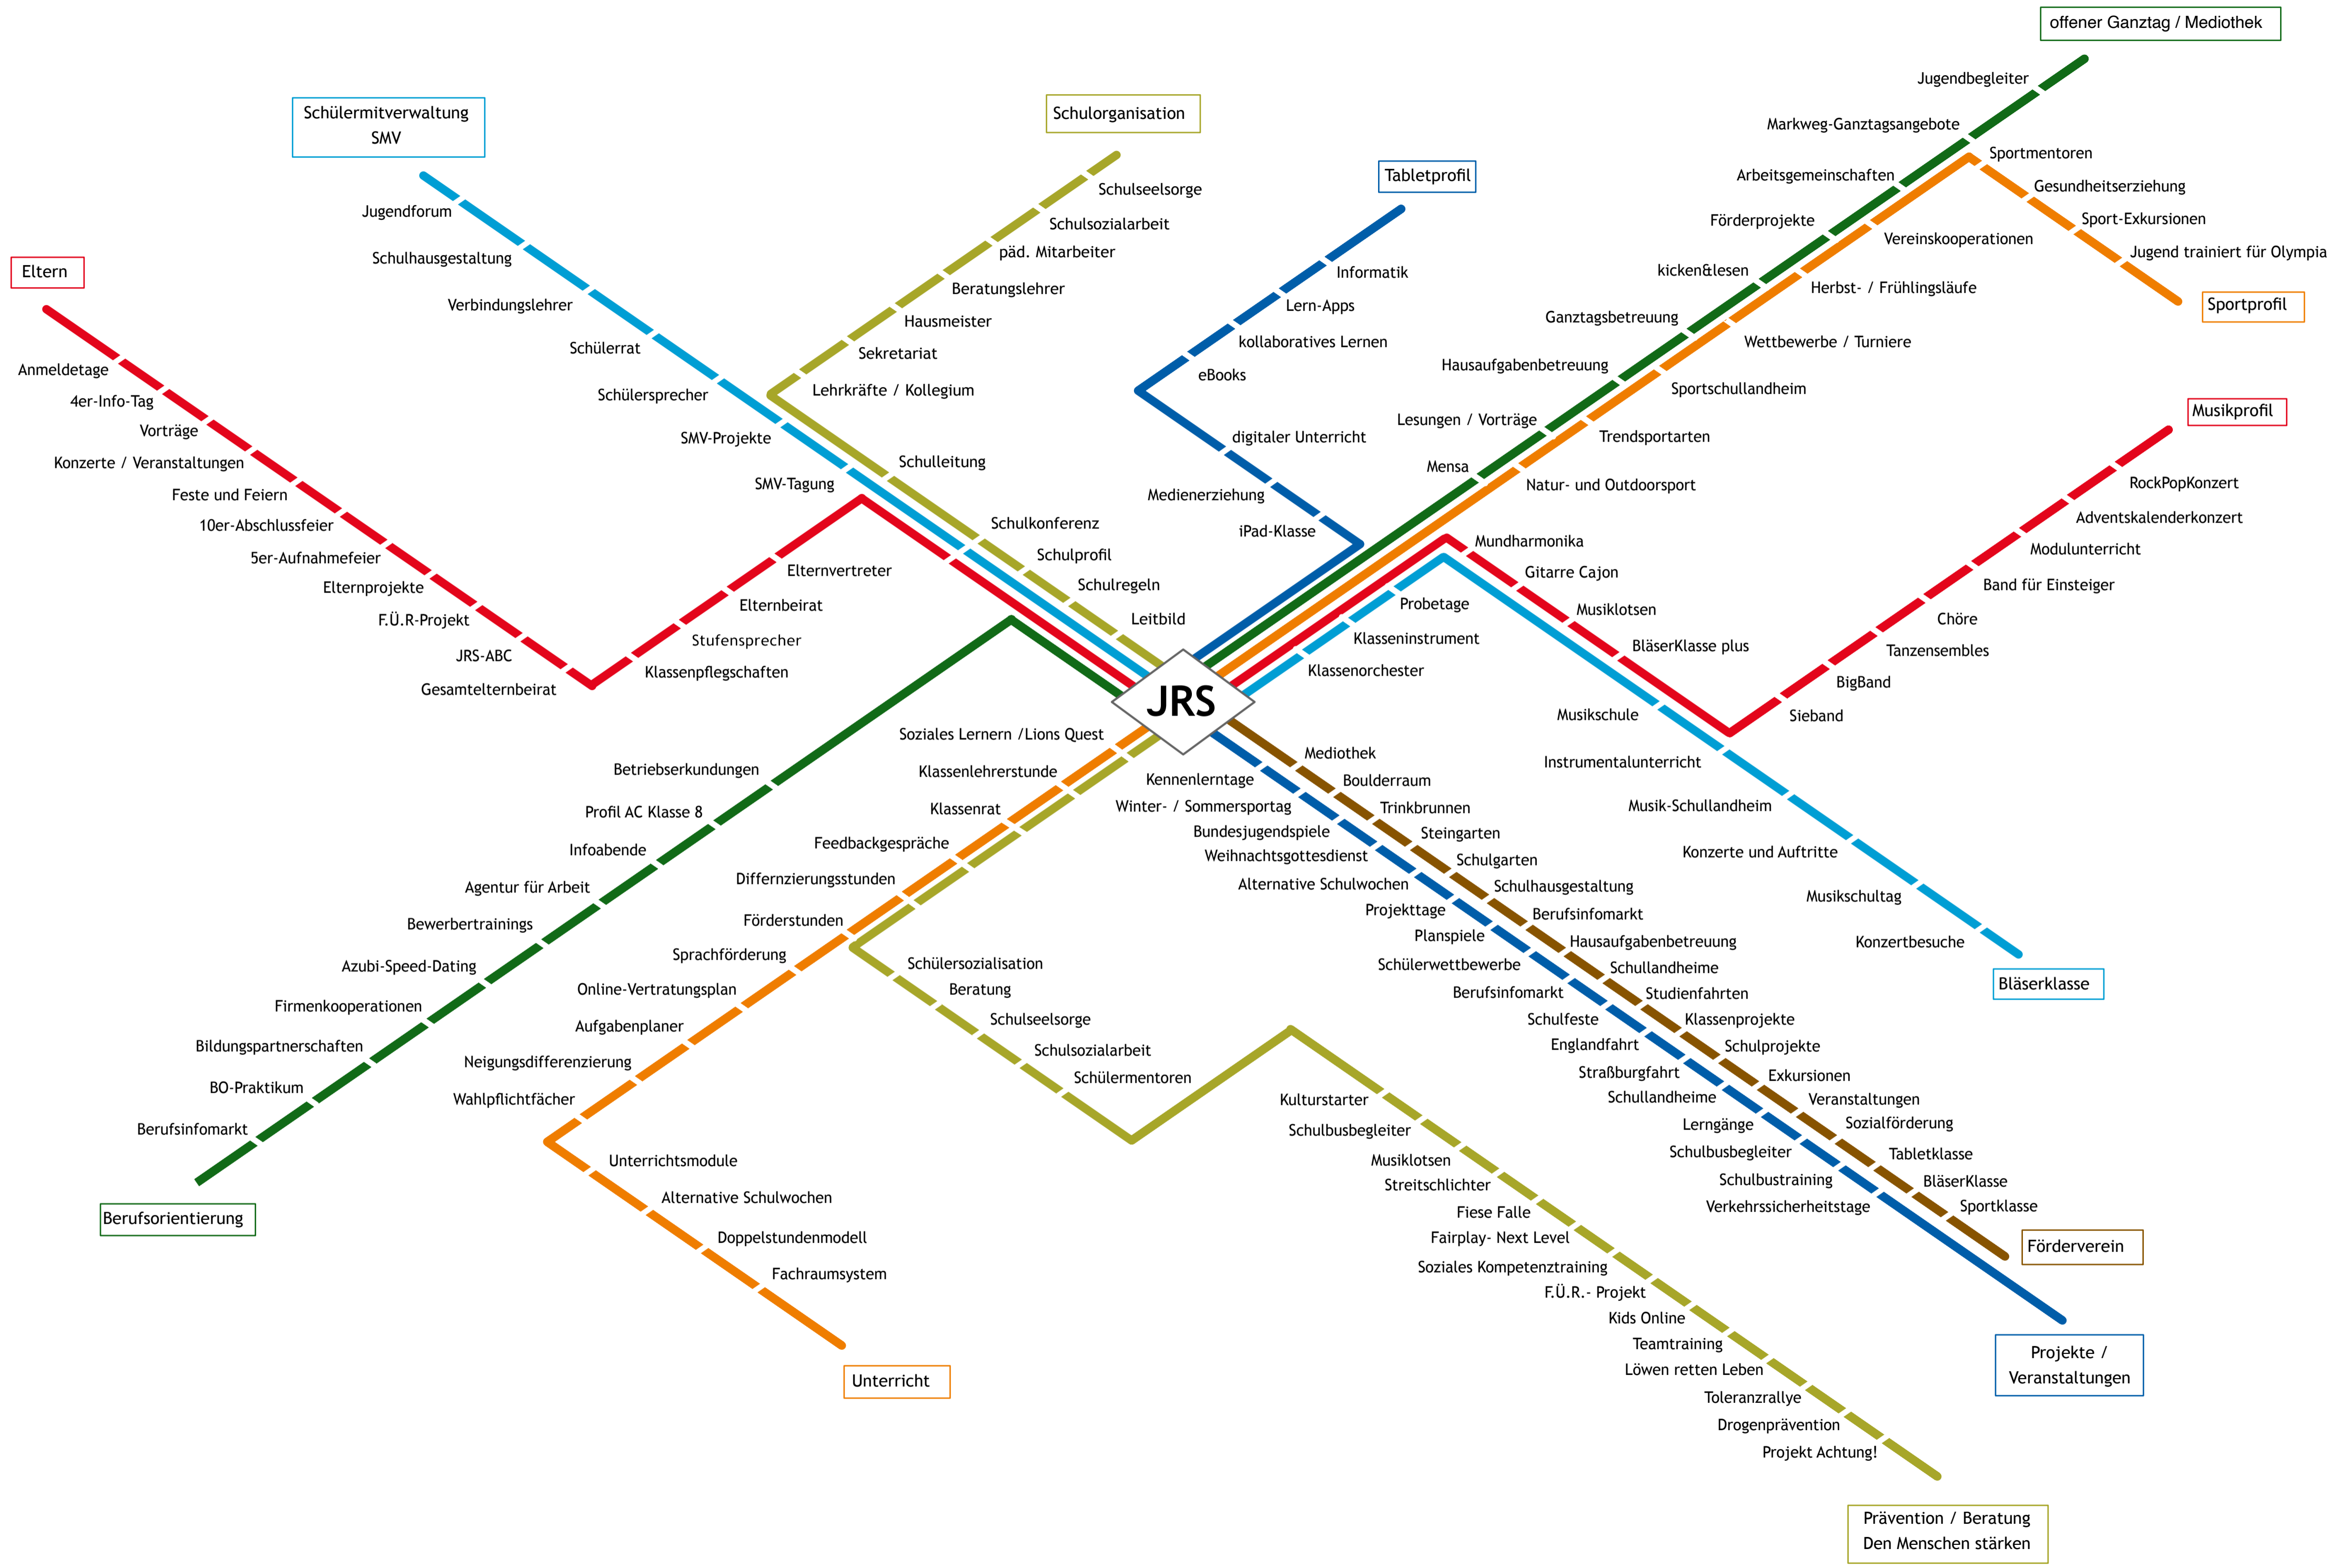 offener Ganztag / Mediothek
Jugendbegleiter
Markweg-Ganztagsangebote
Arbeitsgemeinschaften
Förderprojekte
kicken&lesen
Ganztagsbetreuung
Hausaufgabenbetreuung
Lesungen / Vorträge
Mensa
Schülermitverwaltung
SMV
Jugendforum
Schulhausgestaltung
Verbindungslehrer
Schülerrat
Schülersprecher
SMV-Projekte
SMV-Tagung
Schulorganisation
Schulseelsorge
Schulsozialarbeit
päd. Mitarbeiter
Beratungslehrer
Hausmeister
Sekretariat
Lehrkräfte / Kollegium
Schulleitung
Schulkonferenz
Schulprofil
Schulregeln
Leitbild
Tabletprofil
Informatik
Lern-Apps
kollaboratives Lernen
eBooks
digitaler Unterricht
Medienerziehung
iPad-Klasse
Sportmentoren
Gesundheitserziehung
Sport-Exkursionen
Jugend trainiert für Olympia
Sportprofil
Vereinskooperationen
Herbst- / Frühlingsläufe
Wettbewerbe / Turniere
Sportschullandheim
Trendsportarten
Natur- und Outdoorsport
Eltern
Anmeldetage
4er-Info-Tag
Vorträge
Konzerte / Veranstaltungen
Feste und Feiern
10er-Abschlussfeier
5er-Aufnahmefeier
Elternprojekte
F.Ü.R-Projekt
JRS-ABC
Gesamtelternbeirat
Elternvertreter
Elternbeirat
Stufensprecher
Klassenpflegschaften
Musikprofil
RockPopKonzert
Adventskalenderkonzert
Modulunterricht
Band für Einsteiger
Chöre
Tanzensembles
BigBand
Sieband
Mundharmonika
Gitarre Cajon
Musiklotsen
BläserKlasse plus
Probetage
Klasseninstrument
Klassenorchester
Musikschule
Instrumentalunterricht
Musik-Schullandheim
Konzerte und Auftritte
Musikschultag
Konzertbesuche
Bläserklasse
JRS
Betriebserkundungen
Profil AC Klasse 8
Infoabende
Agentur für Arbeit
Bewerbertrainings
Azubi-Speed-Dating
Firmenkooperationen
Bildungspartnerschaften
BO-Praktikum
Berufsinfomarkt
Berufsorientierung
Soziales Lernern /Lions Quest
Klassenlehrerstunde
Klassenrat
Feedbackgespräche
Differnzierungsstunden
Förderstunden
Sprachförderung
Online-Vertratungsplan
Aufgabenplaner
Neigungsdifferenzierung
Wahlpflichtfächer
Unterrichtsmodule
Alternative Schulwochen
Doppelstundenmodell
Fachraumsystem
Unterricht
Schülersozialisation
Beratung
Schulseelsorge
Schulsozialarbeit
Schülermentoren
Kulturstarter
Schulbusbegleiter
Musiklotsen
Streitschlichter
Fiese Falle
Fairplay- Next Level
Soziales Kompetenztraining
F.Ü.R.- Projekt
Kids Online
Teamtraining
Löwen retten Leben
Toleranzrallye
Drogenprävention
Projekt Achtung!
Prävention / Beratung
Den Menschen stärken
Kennenlerntage
Winter- / Sommersportag
Bundesjugendspiele
Weihnachtsgottesdienst
Alternative Schulwochen
Projekttage
Planspiele
Schülerwettbewerbe
Berufsinfomarkt
Schulfeste
Englandfahrt
Straßburgfahrt
Schullandheime
Lerngänge
Schulbusbegleiter
Schulbustraining
Verkehrssicherheitstage
Projekte /
Veranstaltungen
Mediothek
Boulderraum
Trinkbrunnen
Steingarten
Schulgarten
Schulhausgestaltung
Berufsinfomarkt
Hausaufgabenbetreuung
Schullandheime
Studienfahrten
Klassenprojekte
Schulprojekte
Exkursionen
Veranstaltungen
Sozialförderung
Tabletklasse
BläserKlasse
Sportklasse
Förderverein